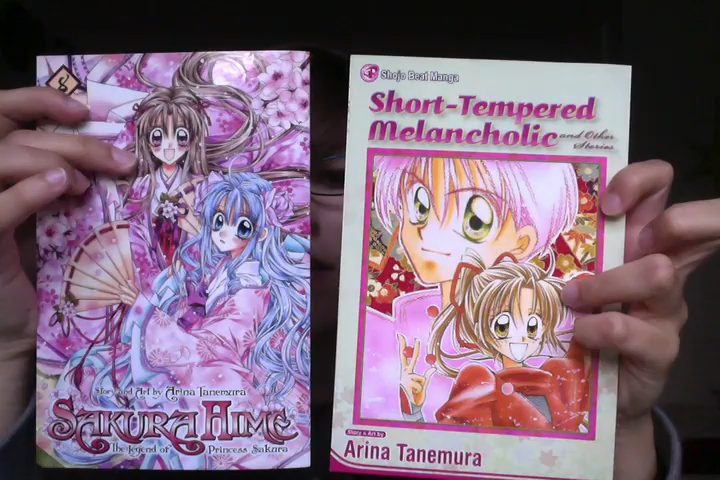 8
Story and Art by Arina Tanemura
SAKURA HIME
The Legend of Princess Sakura
Shojo Beat Manga
Short-Tempered
Melancholic and Other
Stories
Story & Art by
Arina Tanemura